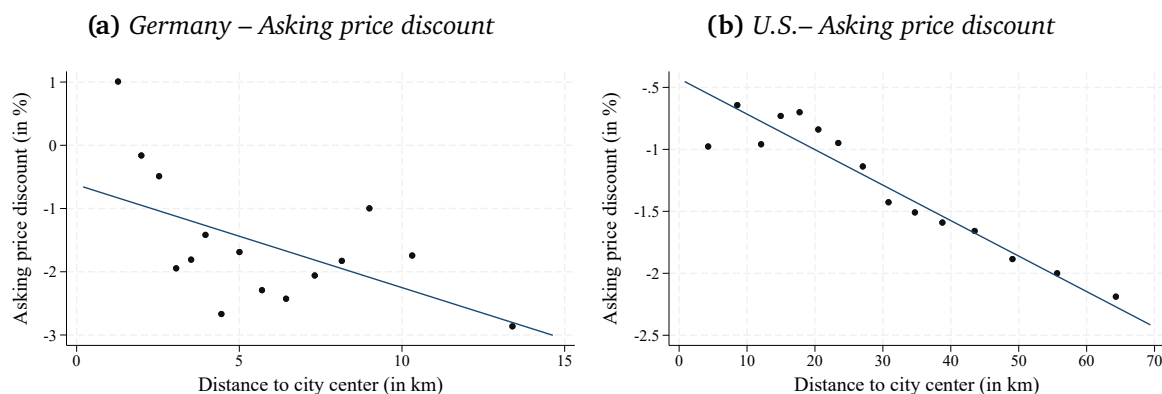 (a) Germany – Asking price discount
Asking price discount (in %)
1
0
-1
-2
-3
0 5 10 15
Distance to city center (in km)
(b) U.S.– Asking price discount
Asking price discount (in %)
-.5
-1
-1.5
-2
-2.5
0 10 20 30 40 50 60 70
Distance to city center (in km)